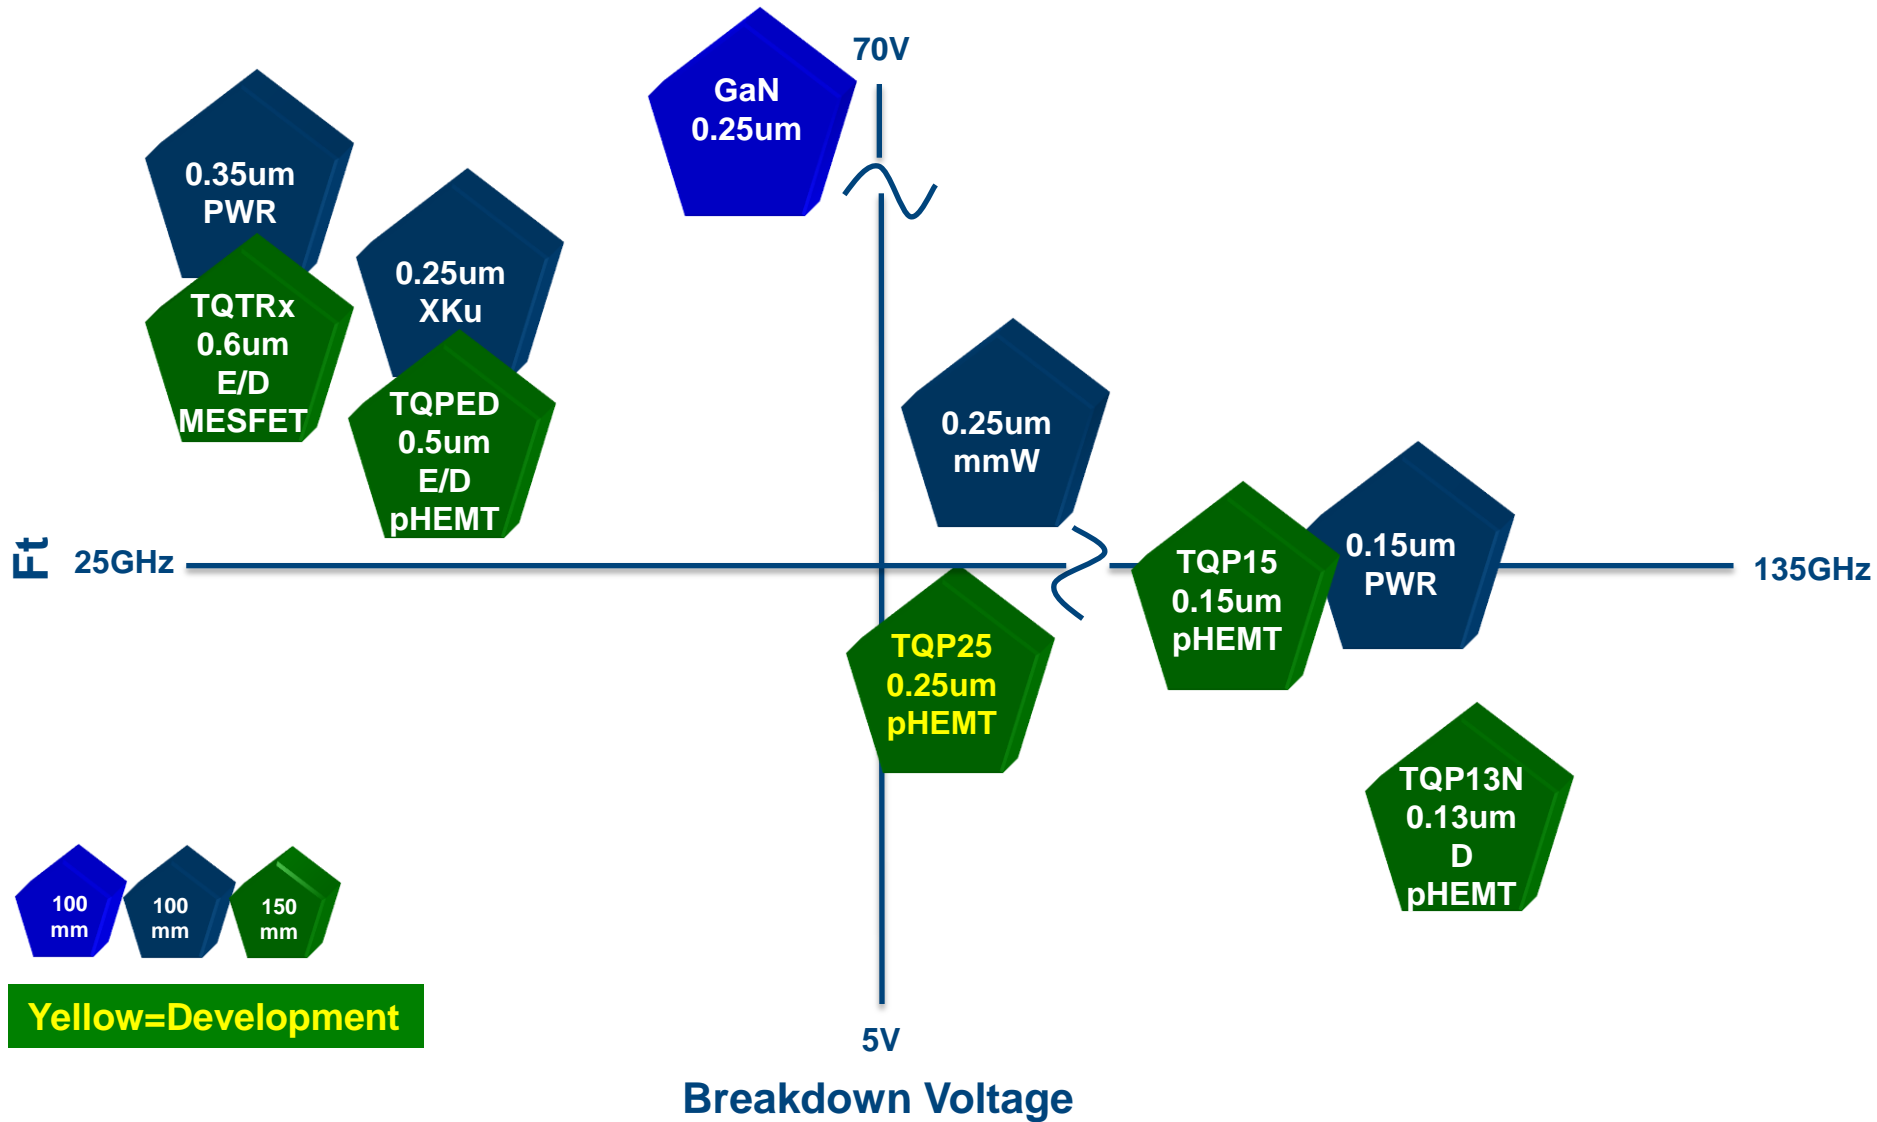 70V
GaN
0.25um
0.35um
PWR
0.25um
XKu
TQTRx
0.6um
E/D
MESFET
TQPED
0.5um
E/D
pHEMT
0.25um
mmW
Ft
25GHz
TQP15
0.15um
pHEMT
0.15um
PWR
135GHz
TQP25
0.25um
pHEMT
TQP13N
0.13um
D
pHEMT
100
mm
100
mm
150
mm
Yellow=Development
5V
Breakdown Voltage